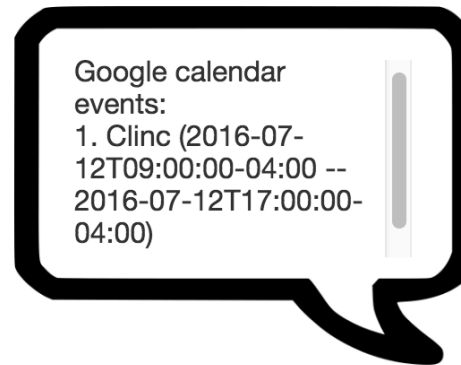 Google calendar
events:
1. Clinc (2016-07-
12T09:00:00-04:00 --
2016-07-12T17:00:00-
04:00)